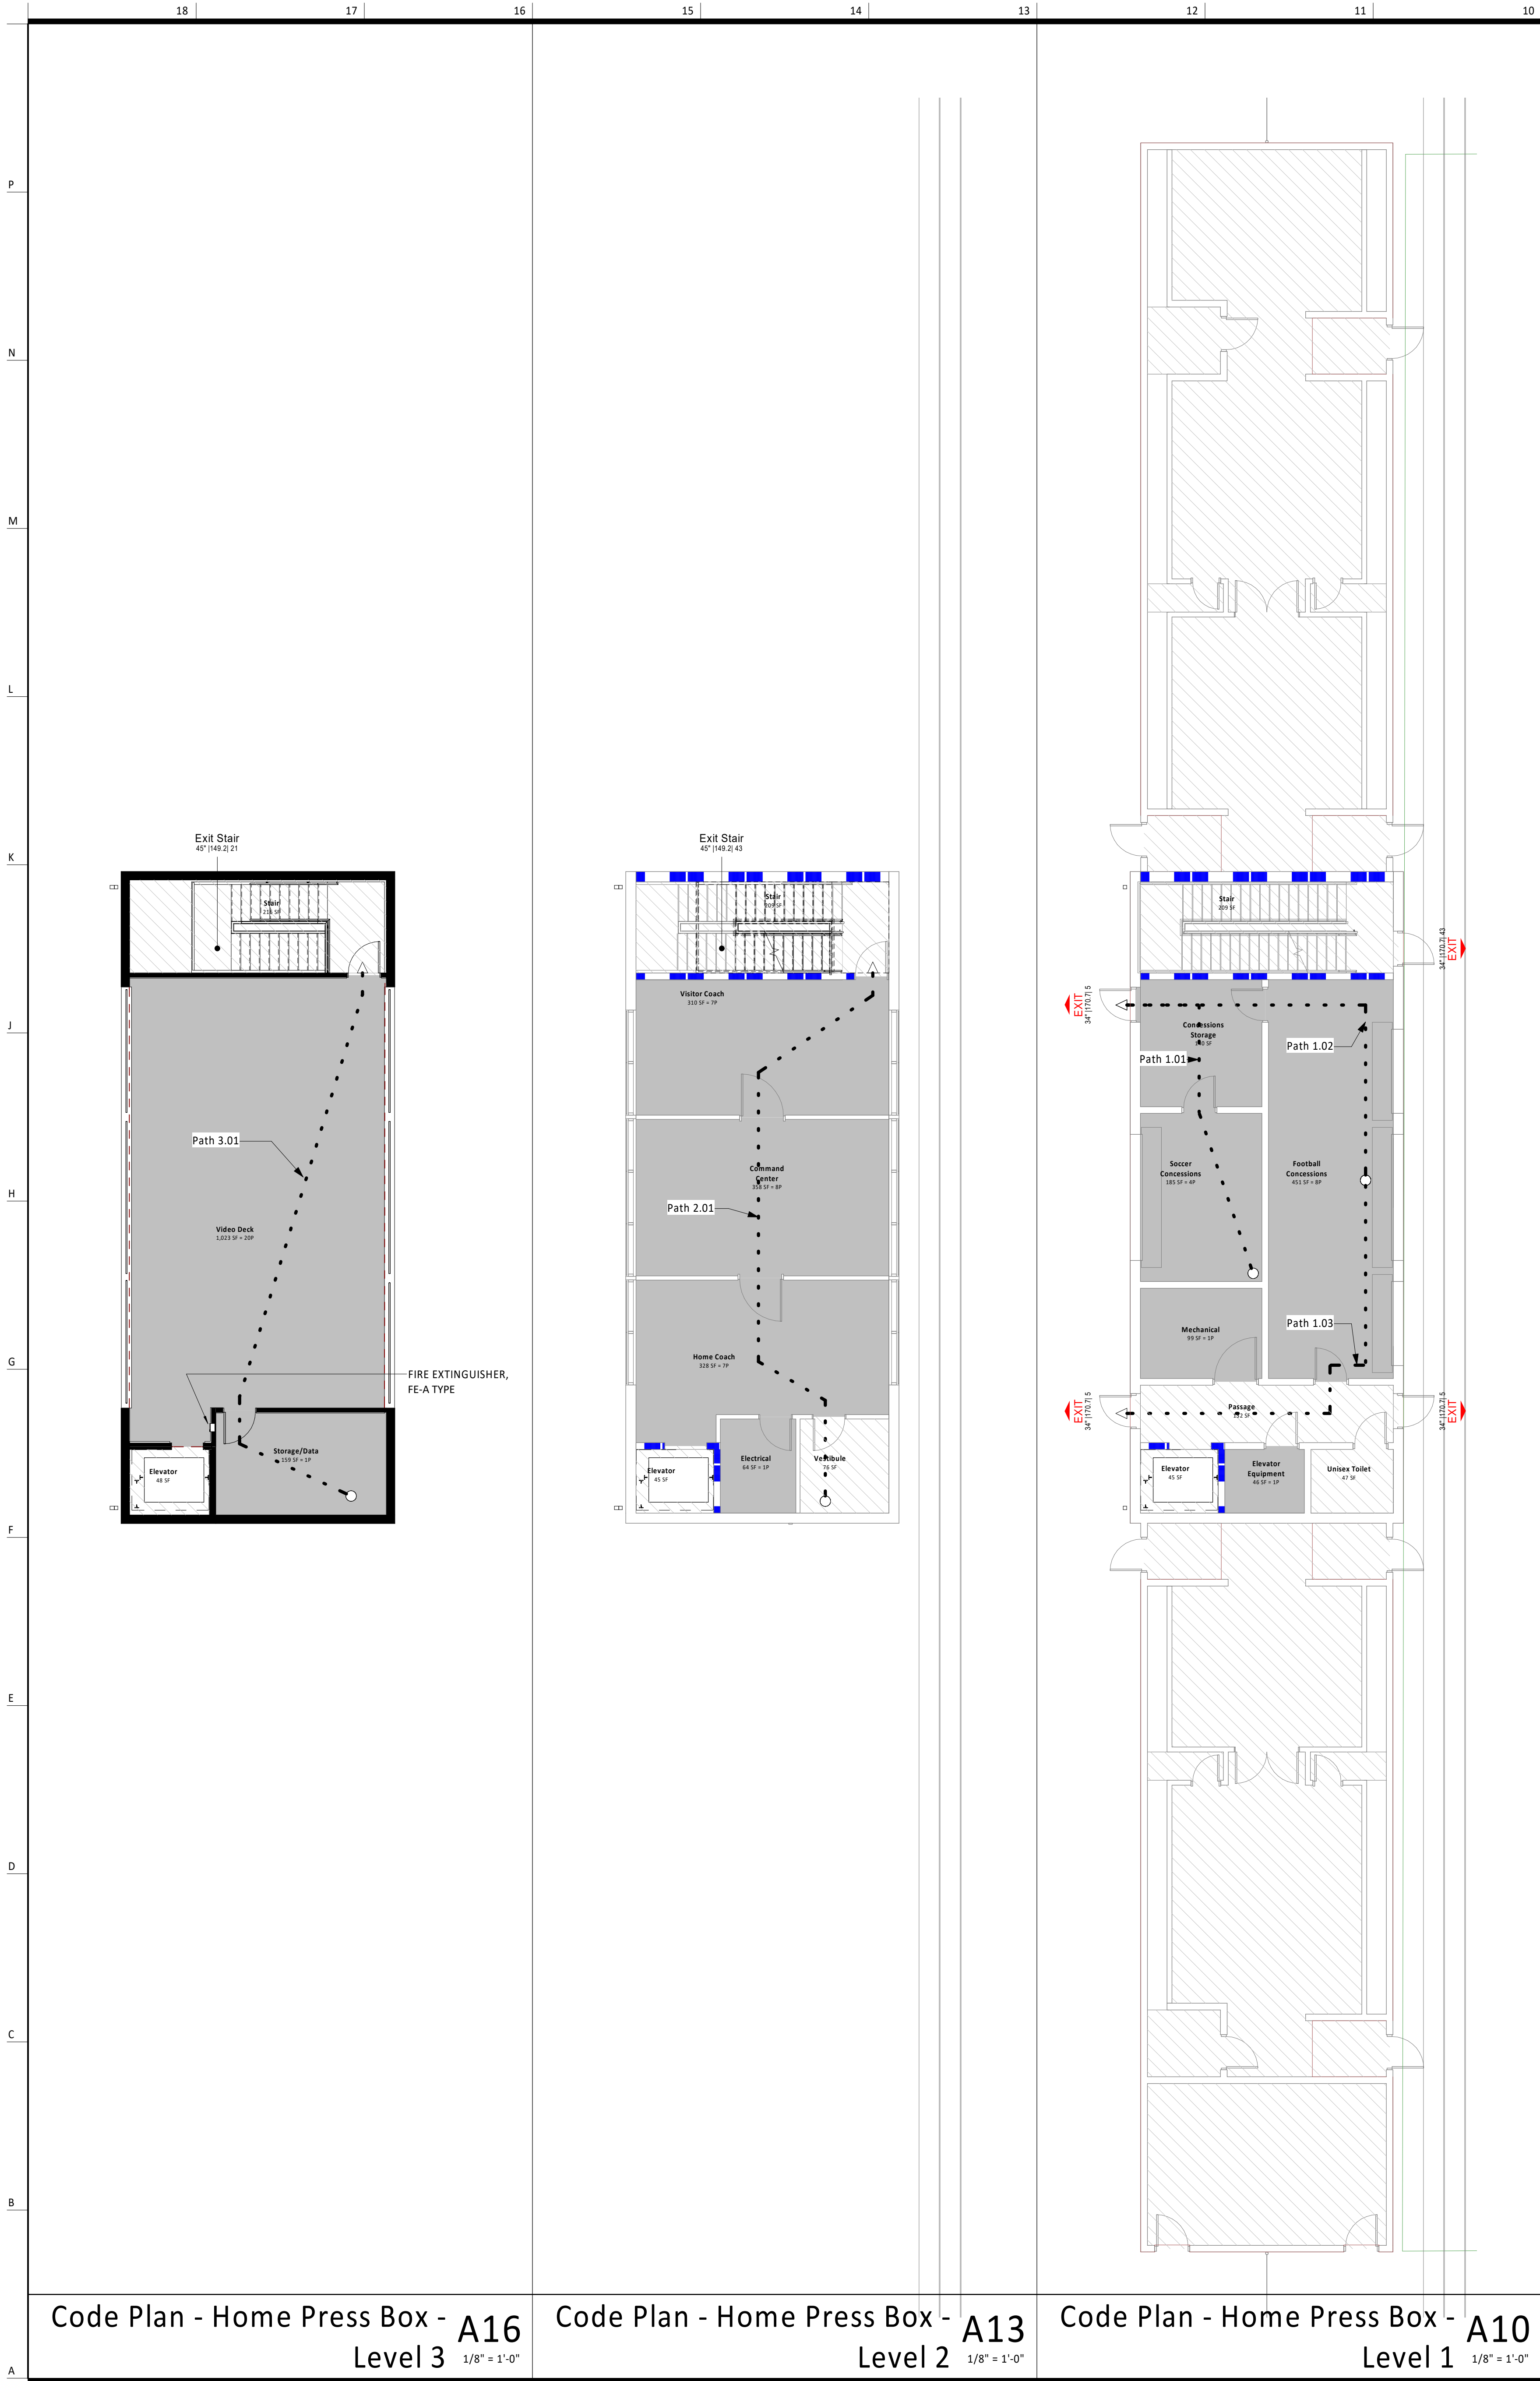 18
17
16
15
14
13
12
11
10
P
N
M
L
K
J
H
G
F
E
D
C
B
A
Exit Stair
45" |149.2| 21
Stair
Path 3.01
Video Deck
1,023 SF = 20P
FIRE EXTINGUISHER,
FE-A TYPE
Storage/Data
159 SF = 1P
Elevator
48 SF
Code Plan - Home Press Box -
Level 3
A16
1/8" = 1'-0"
Exit Stair
45" |149.2| 43
Stair
209 SF
Visitor Coach
310 SF = 7P
Command
Center
358 SF = 8P
Path 2.01
Home Coach
328 SF = 7P
Elevator
45 SF
Electrical
64 SF = 1P
Vestibule
76 SF
Code Plan - Home Press Box -
Level 2
A13
1/8" = 1'-0"
Stair
209 SF
EXIT
34" |170.7| 43
EXIT
34" |170.7| 5
Concessions
Storage
Path 1.01
Path 1.02
Soccer
Concessions
185 SF = 4P
Football
Concessions
451 SF = 8P
Mechanical
99 SF = 1P
Path 1.03
EXIT
34" |170.7| 5
Passage
EXIT
34" |170.7| 5
Elevator
45 SF
Elevator
Equipment
46 SF = 1P
Unisex Toilet
47 SF
Code Plan - Home Press Box -
Level 1
A10
1/8" = 1'-0"